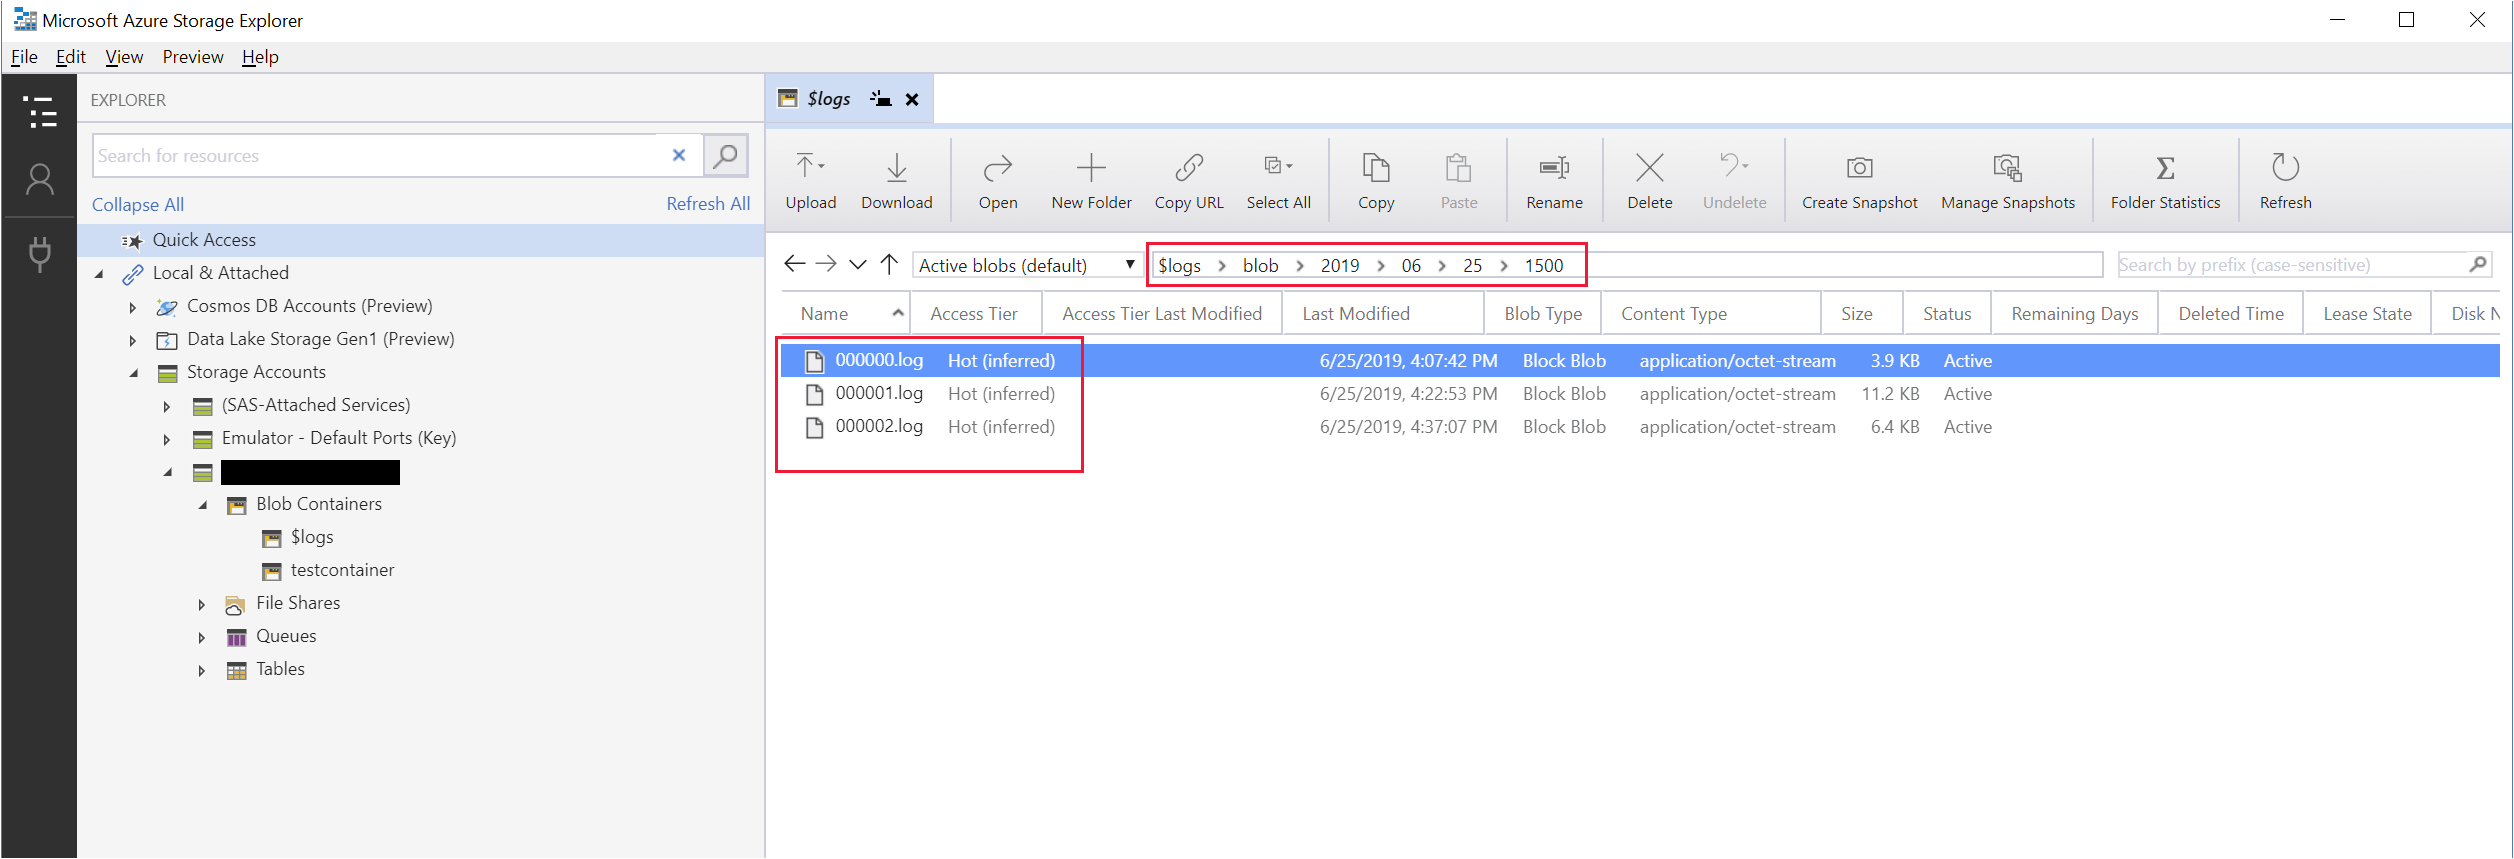 Microsoft Azure Storage Explorer
File Edit View Preview Help
EXPLORER
Search for resources
Collapse All Refresh All
Quick Access
Local & Attached
Cosmos DB Accounts (Preview)
Data Lake Storage Gen1 (Preview)
Storage Accounts
(SAS-Attached Services)
Emulator - Default Ports (Key)
Blob Containers
$logs
testcontainer
File Shares
Queues
Tables
$logs
Upload Download Open New Folder Copy URL Select All Copy Paste Rename Delete Undelete Create Snapshot Manage Snapshots Folder Statistics Refresh
Active blobs (default) $logs blob 2019 06 25 1500 Search by prefix (case-sensitive)
Name Access Tier Access Tier Last Modified Last Modified Blob Type Content Type Size Status Remaining Days Deleted Time Lease State Disk N
000000.log Hot (inferred) 6/25/2019, 4:07:42 PM Block Blob application/octet-stream 3.9 KB Active
000001.log Hot (inferred) 6/25/2019, 4:22:53 PM Block Blob application/octet-stream 11.2 KB Active
000002.log Hot (inferred) 6/25/2019, 4:37:07 PM Block Blob application/octet-stream 6.4 KB Active